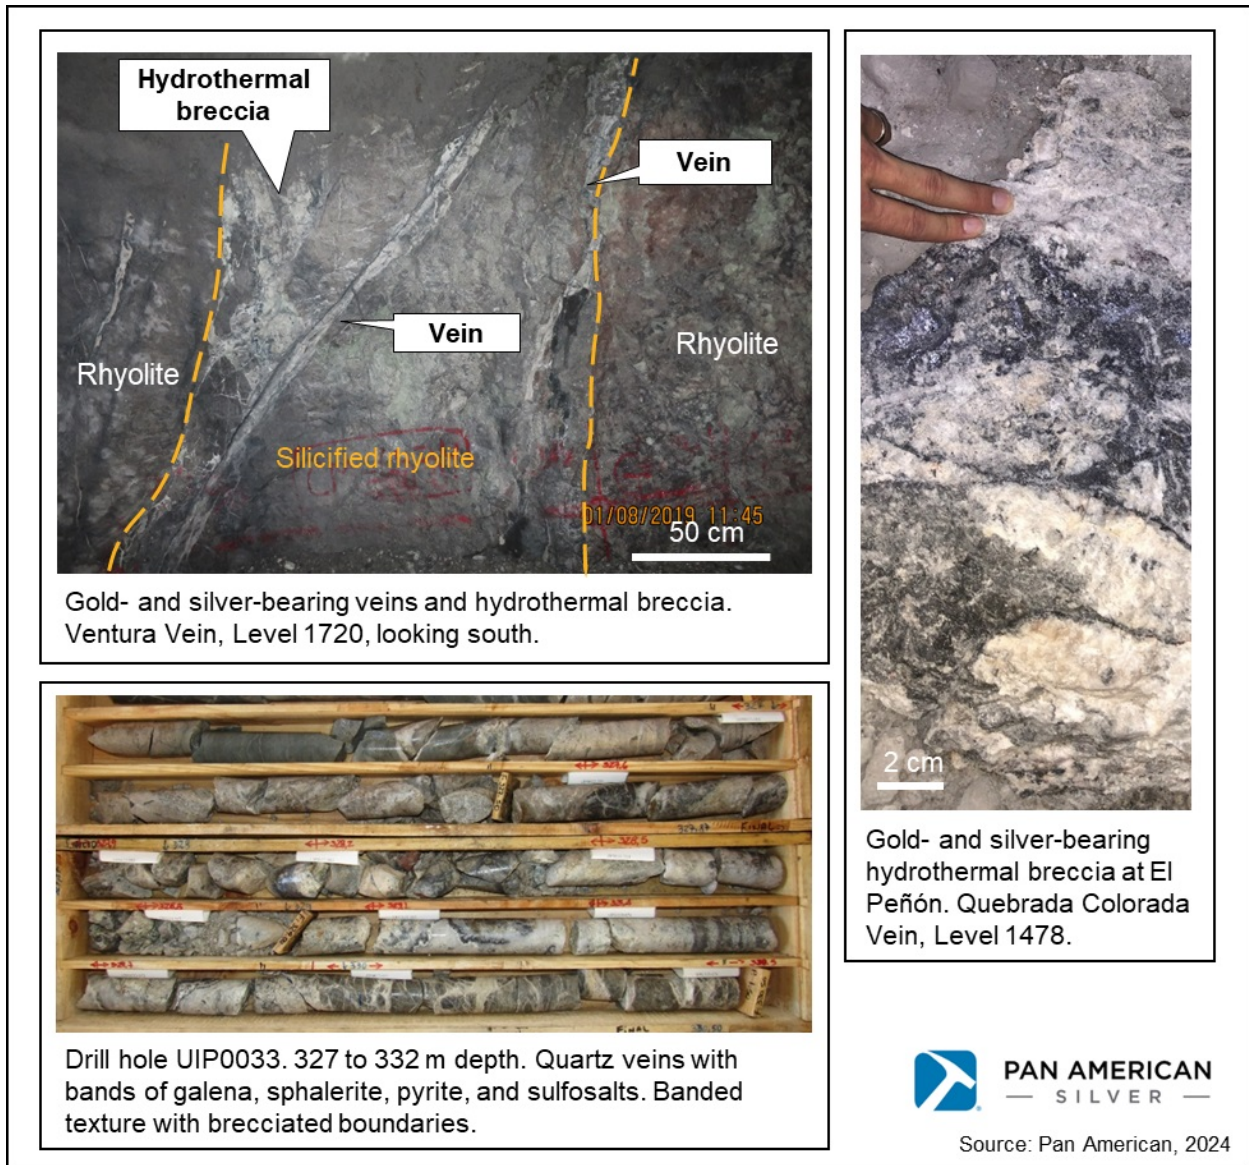 Hydrothermal
breccia
Vein
Vein
Rhyolite
Rhyolite
Silicified rhyolite
01/08/2019 11:45
50 cm
Gold- and silver-bearing veins and hydrothermal breccia.
Ventura Vein, Level 1720, looking south.
2 cm
Gold- and silver-bearing
hydrothermal breccia at El
Peñón. Quebrada Colorada
Vein, Level 1478.
FINAL
Drill hole UIP0033. 327 to 332 m depth. Quartz veins with
bands of galena, sphalerite, pyrite, and sulfosalts. Banded
texture with brecciated boundaries.
PAN AMERICAN
— SILVER —
Source: Pan American, 2024